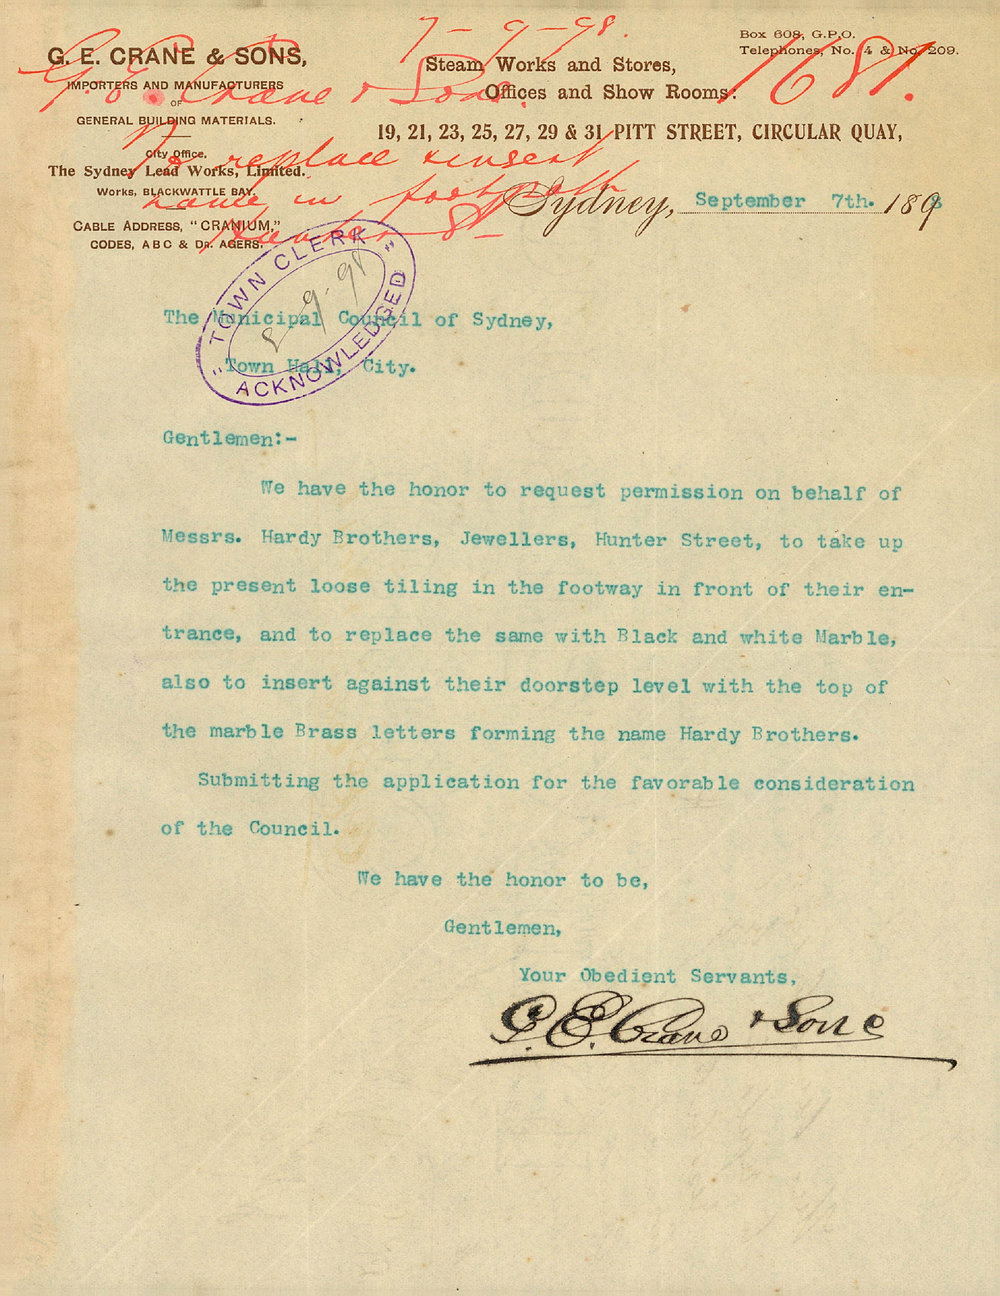 7-9-98.
G. E. CRANE & SONS,
IMPORTERS AND MANUFACTURERS
OF
GENERAL BUILDING MATERIALS.
City Office.
The Sydney Lead Works, Limited.
Works, BLACKWATTLE BAY.
CABLE ADDRESS, "CRANIUM,"
CODES, A B C & DR. AGERS.
Steam Works and Stores,
Offices and Show Rooms:
19, 21, 23, 25, 27, 29 & 31 PITT STREET, CIRCULAR QUAY,
Box 608, G.P.O.
Telephones, No. 4 & No. 209.
1681.
G. E. Crane & Sons.
To replace & insert
name in footpath
Hunter St
Sydney, September 7th. 1898
"TOWN CLERK"
8-9-98
ACKNOWLEDGED
The Municipal Council of Sydney,
Town Hall, City.
Gentlemen:-
We have the honor to request permission on behalf of
Messrs. Hardy Brothers, Jewellers, Hunter Street, to take up
the present loose tiling in the footway in front of their en-
trance, and to replace the same with Black and white Marble,
also to insert against their doorstep level with the top of
the marble Brass letters forming the name Hardy Brothers.
Submitting the application for the favorable consideration
of the Council.
We have the honor to be,
Gentlemen,
Your Obedient Servants,
G. E. Crane & Sons